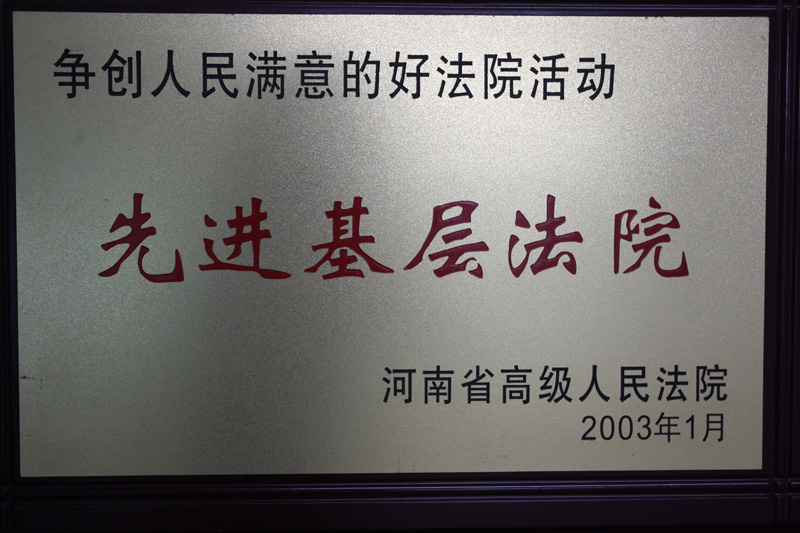 争创人民满意的好法院活动
先进基层法院
河南省高级人民法院
2003年1月